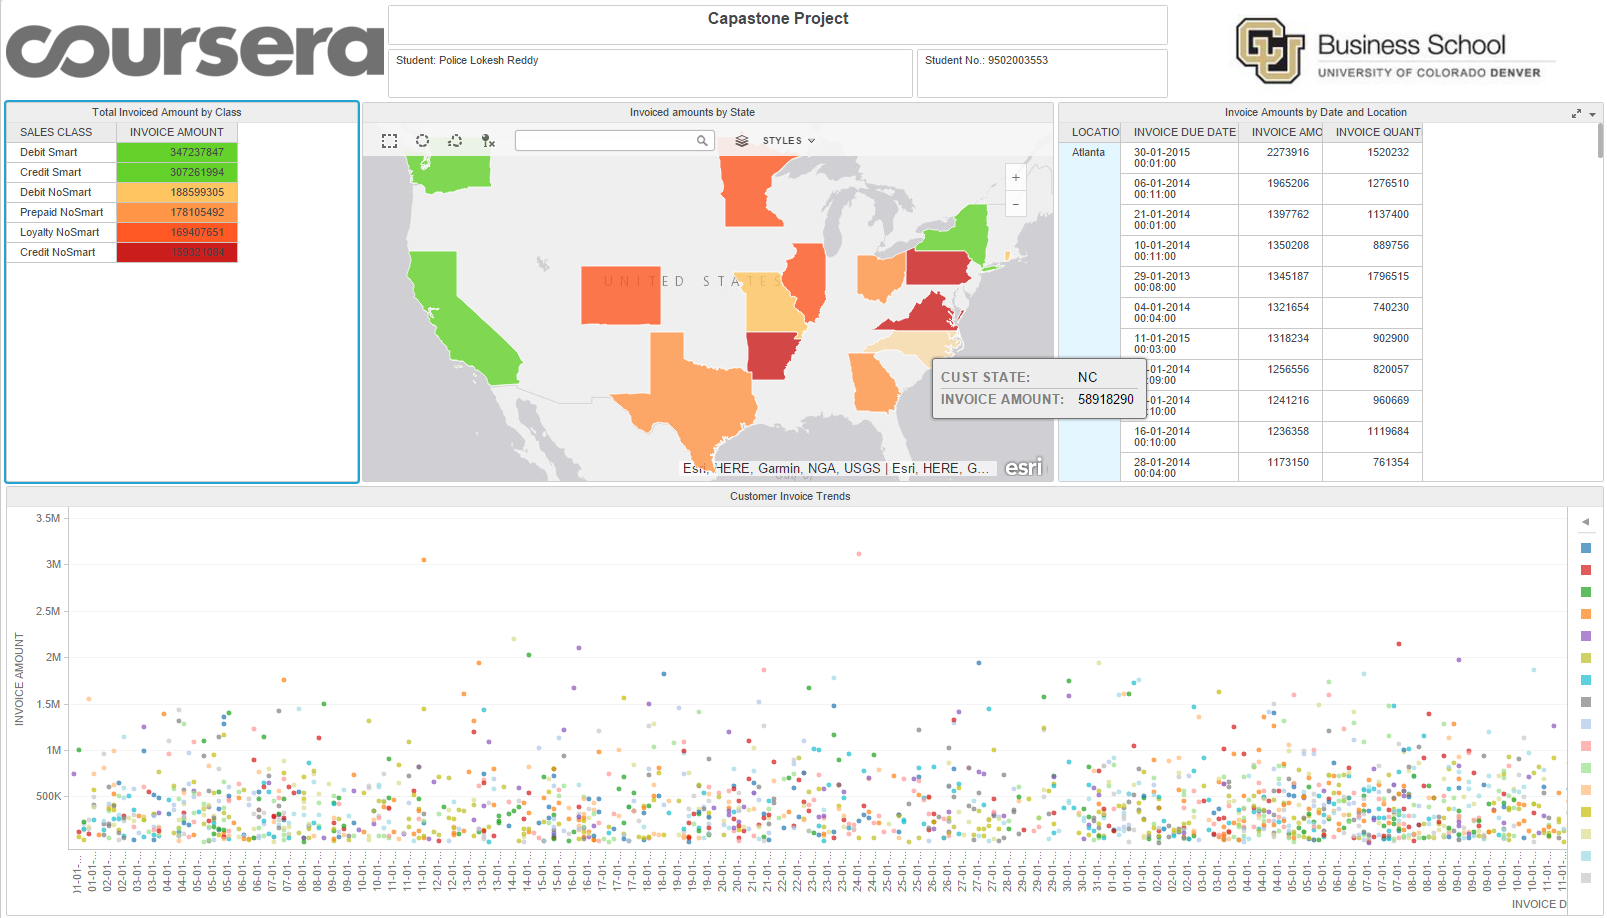 coursera
Capastone Project
Student: Police Lokesh Reddy
Student No.: 9502003553
CU
Business School
UNIVERSITY OF COLORADO DENVER
Total Invoiced Amount by Class
SALES CLASS INVOICE AMOUNT
Debit Smart 347237847
Credit Smart 307261994
Debit NoSmart 188599305
Prepaid NoSmart 178105492
Loyalty NoSmart 169407651
Credit NoSmart
Invoiced amounts by State
STYLES
+
−
UNITED STATES
CUST STATE: NC
INVOICE AMOUNT: 58918290
Esri, HERE, Garmin, NGA, USGS | Esri, HERE, G...
esri
Invoice Amounts by Date and Location
LOCATIO INVOICE DUE DATE INVOICE AMO INVOICE QUANT
Atlanta 30-01-2015 00:01:00 2273916 1520232
06-01-2014 00:11:00 1965206 1276510
21-01-2014 00:01:00 1397762 1137400
10-01-2014 00:11:00 1350208 889756
29-01-2013 00:08:00 1345187 1796515
04-01-2014 00:04:00 1321654 740230
11-01-2015 00:03:00 1318234 902900
-01-2014 :09:00 1256556 820057
-01-2014 :10:00 1241216 960669
16-01-2014 00:10:00 1236358 1119684
28-01-2014 00:04:00 1173150 761354
Customer Invoice Trends
INVOICE AMOUNT
3.5M
3M
2.5M
2M
1.5M
1M
500K
INVOICE D